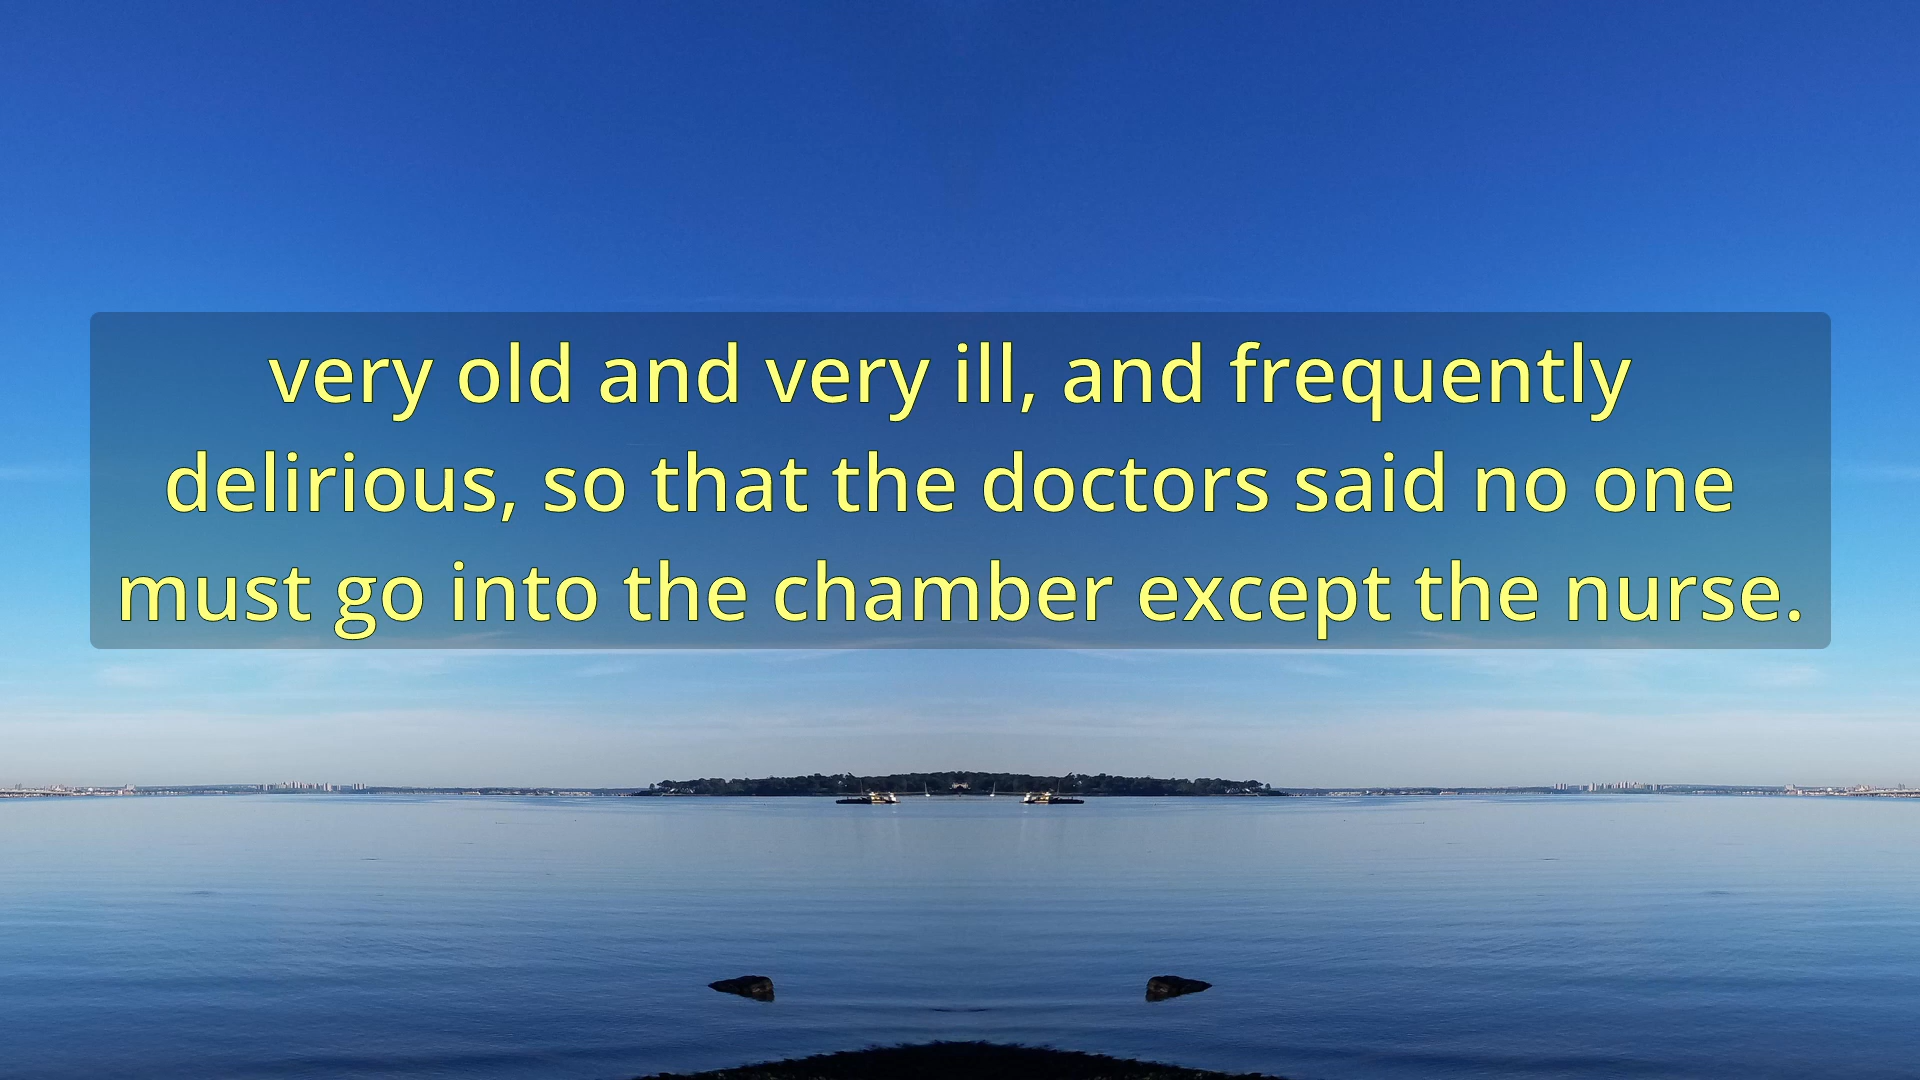 very old and very ill, and frequently
delirious, so that the doctors said no one
must go into the chamber except the nurse.